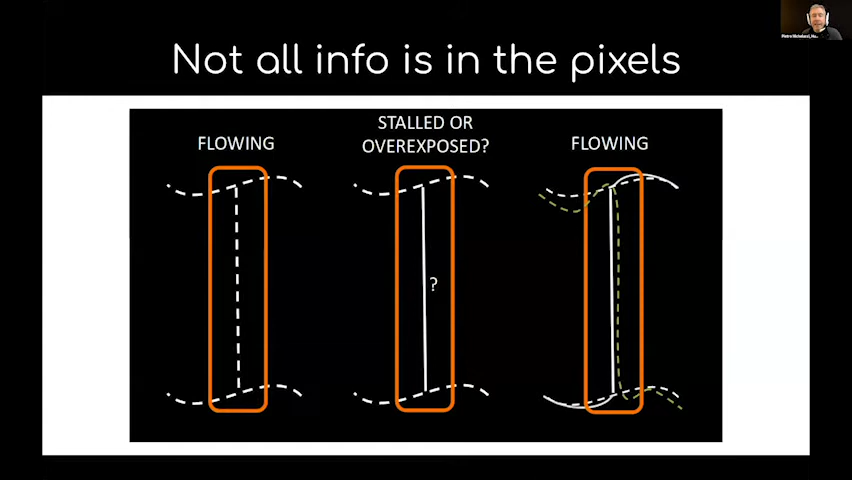 Not all info is in the pixels
FLOWING
STALLED OR
OVEREXPOSED?
FLOWING
?